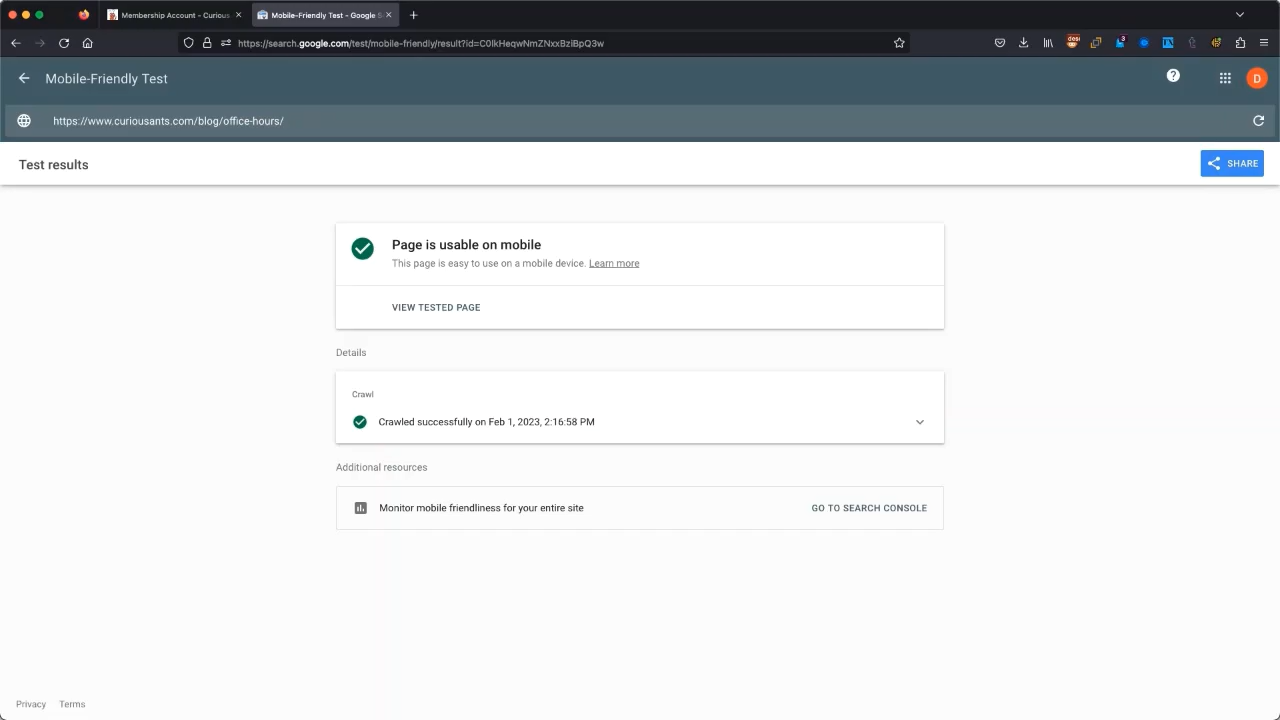 Membership Account - Curious
Mobile-Friendly Test - Google S
https://search.google.com/test/mobile-friendly/result?id=C0lkHeqwNmZNxxBziBpQ3w
3
Mobile-Friendly Test
D
https://www.curiousants.com/blog/office-hours/
Test results
SHARE
Page is usable on mobile
This page is easy to use on a mobile device. Learn more
VIEW TESTED PAGE
Details
Crawl
Crawled successfully on Feb 1, 2023, 2:16:58 PM
Additional resources
Monitor mobile friendliness for your entire site
GO TO SEARCH CONSOLE
Privacy Terms